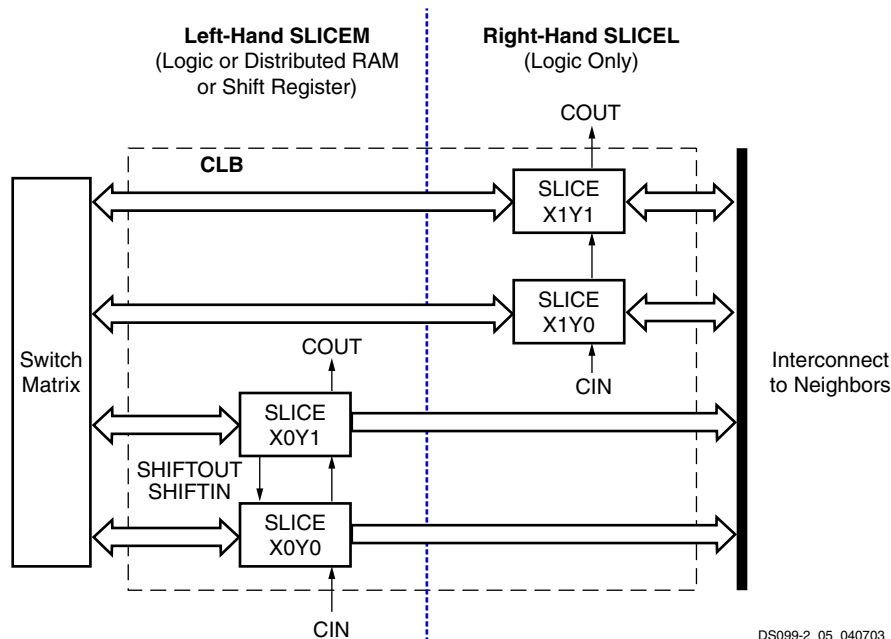 Left-Hand SLICEM
(Logic or Distributed RAM
or Shift Register)
Right-Hand SLICEL
(Logic Only)
COUT
CLB
SLICE
X1Y1
SLICE
X1Y0
COUT
CIN
Switch
Matrix
Interconnect
to Neighbors
SLICE
X0Y1
SHIFTOUT
SHIFTIN
SLICE
X0Y0
CIN
DS099-2_05_040703